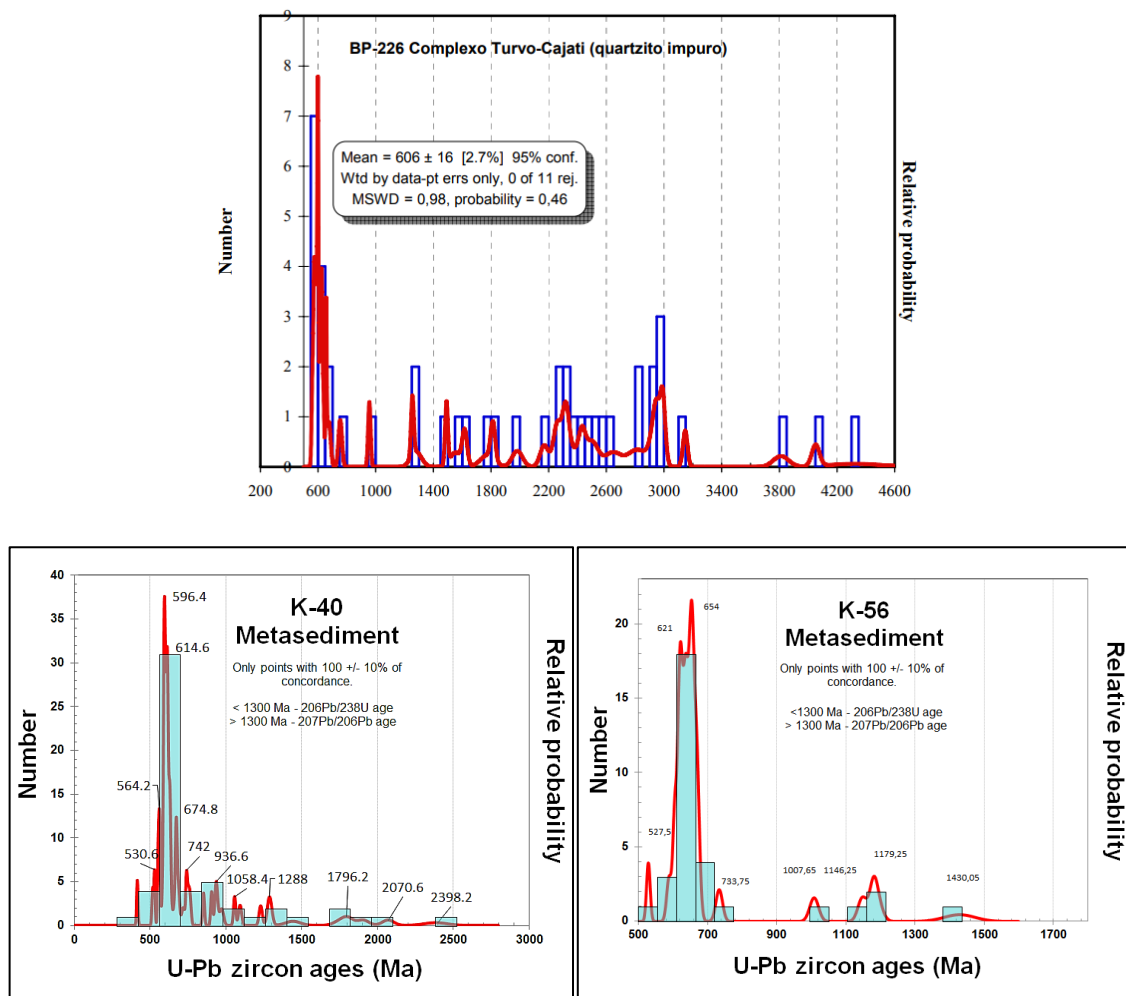 9
BP-226 Complexo Turvo-Cajati (quartzito impuro)
8
7
6
5
4
3
2
1
0
Mean = 606 ± 16 [2.7%] 95% conf.
Wtd by data-pt errs only, 0 of 11 rej.
MSWD = 0,98, probability = 0,46
Number
Relative probability
200 600 1000 1400 1800 2200 2600 3000 3400 3800 4200 4600
40
35
30
25
20
15
10
5
0
K-40
Metasediment
Only points with 100 +/- 10% of
concordance.
< 1300 Ma - 206Pb/238U age
> 1300 Ma - 207Pb/206Pb age
596.4
614.6
564.2
674.8
530.6
742
936.6
1058.4
1288
1796.2
2070.6
2398.2
Number
Relative probability
0 500 1000 1500 2000 2500 3000
U-Pb zircon ages (Ma)
20
15
10
5
0
K-56
Metasediment
Only points with 100 +/- 10% of
concordance.
<1300 Ma - 206Pb/238U age
> 1300 Ma - 207Pb/206Pb age
654
621
527,5
733,75
1007,65
1146,25
1179,25
1430,05
Number
Relative probability
500 700 900 1100 1300 1500 1700
U-Pb zircon ages (Ma)